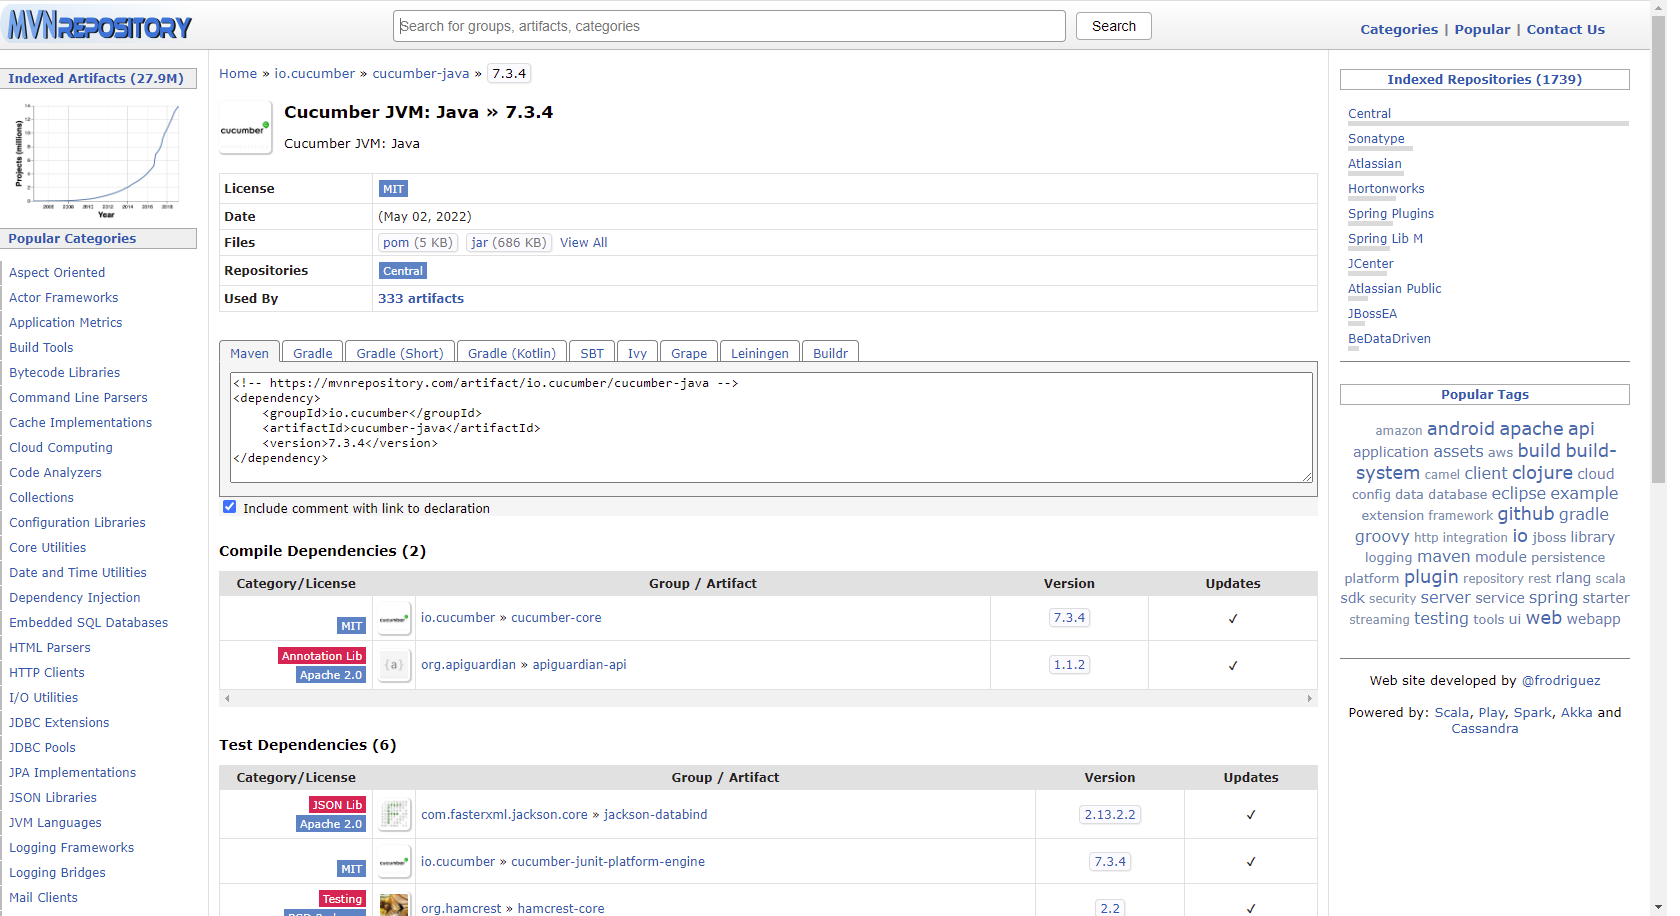 MVNREPOSITORY
Search for groups, artifacts, categories
Search
Categories | Popular | Contact Us
Indexed Artifacts (27.9M)
Projects (millions)
Year
Popular Categories
Aspect Oriented
Actor Frameworks
Application Metrics
Build Tools
Bytecode Libraries
Command Line Parsers
Cache Implementations
Cloud Computing
Code Analyzers
Collections
Configuration Libraries
Core Utilities
Date and Time Utilities
Dependency Injection
Embedded SQL Databases
HTML Parsers
HTTP Clients
I/O Utilities
JDBC Extensions
JDBC Pools
JPA Implementations
JSON Libraries
JVM Languages
Logging Frameworks
Logging Bridges
Mail Clients
Home » io.cucumber » cucumber-java » 7.3.4
cucumber
Cucumber JVM: Java » 7.3.4
Cucumber JVM: Java
License MIT
Date (May 02, 2022)
Files pom (5 KB) jar (686 KB) View All
Repositories Central
Used By 333 artifacts
Maven Gradle Gradle (Short) Gradle (Kotlin) SBT Ivy Grape Leiningen Buildr
<!-- https://mvnrepository.com/artifact/io.cucumber/cucumber-java -->
<dependency>
    <groupId>io.cucumber</groupId>
    <artifactId>cucumber-java</artifactId>
    <version>7.3.4</version>
</dependency>
Include comment with link to declaration
Compile Dependencies (2)
Category/License Group / Artifact Version Updates
MIT cucumber io.cucumber » cucumber-core 7.3.4 ✓
Annotation Lib
Apache 2.0 {a} org.apiguardian » apiguardian-api 1.1.2 ✓
Test Dependencies (6)
Category/License Group / Artifact Version Updates
JSON Lib
Apache 2.0 com.fasterxml.jackson.core » jackson-databind 2.13.2.2 ✓
MIT cucumber io.cucumber » cucumber-junit-platform-engine 7.3.4 ✓
Testing
org.hamcrest » hamcrest-core 2.2 ✓
Indexed Repositories (1739)
Central
Sonatype
Atlassian
Hortonworks
Spring Plugins
Spring Lib M
JCenter
Atlassian Public
JBossEA
BeDataDriven
Popular Tags
amazon android apache api
application assets aws build build-
system camel client clojure cloud
config data database eclipse example
extension framework github gradle
groovy http integration io jboss library
logging maven module persistence
platform plugin repository rest rlang scala
sdk security server service spring starter
streaming testing tools ui web webapp
Web site developed by @frodriguez
Powered by: Scala, Play, Spark, Akka and
Cassandra